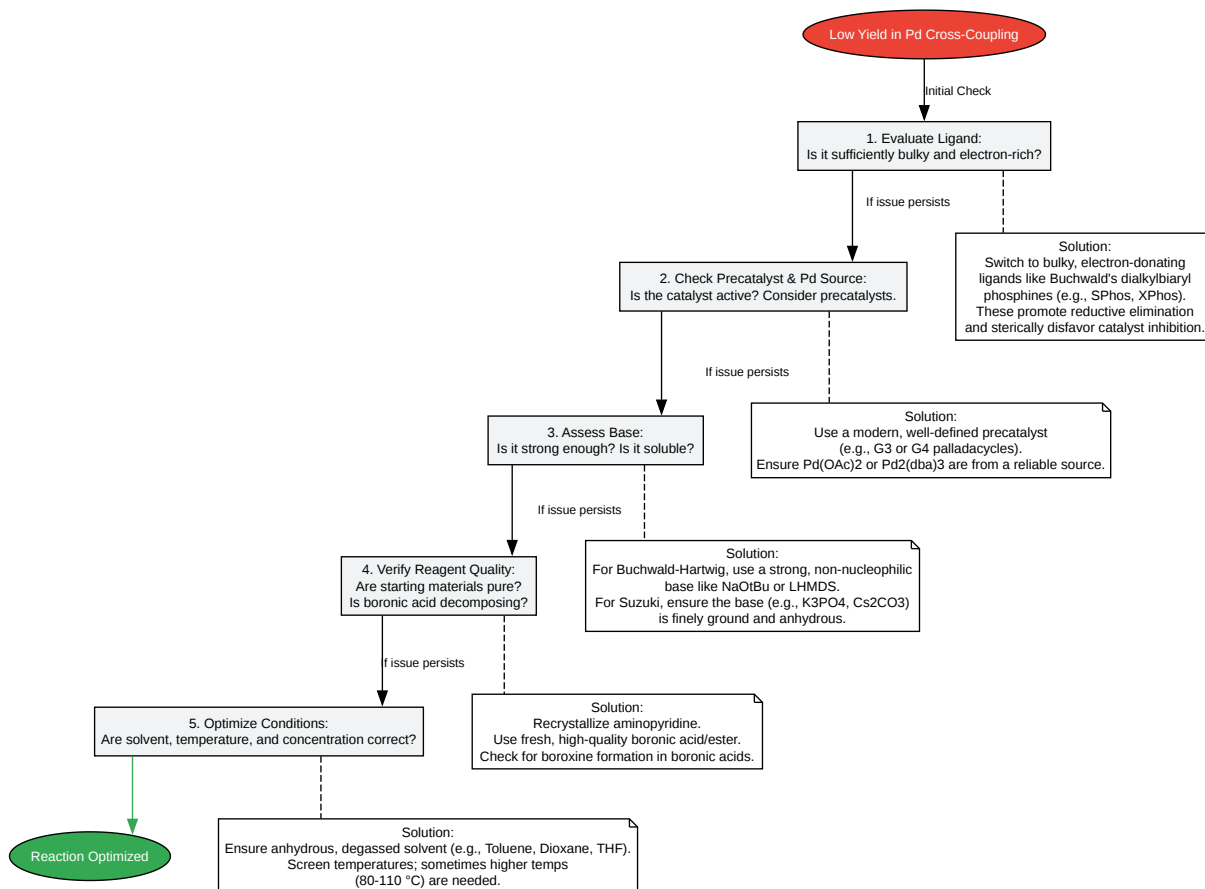 Low Yield in Pd Cross-Coupling
Initial Check
1. Evaluate Ligand:
Is it sufficiently bulky and electron-rich?
If issue persists
Solution:
Switch to bulky, electron-donating
ligands like Buchwald's dialkylbiaryl
phosphines (e.g., SPhos, XPhos).
These promote reductive elimination
and sterically disfavor catalyst inhibition.
2. Check Precatalyst & Pd Source:
Is the catalyst active? Consider precatalysts.
If issue persists
Solution:
Use a modern, well-defined precatalyst
(e.g., G3 or G4 palladacycles).
Ensure Pd(OAc)2 or Pd2(dba)3 are from a reliable source.
3. Assess Base:
Is it strong enough? Is it soluble?
If issue persists
Solution:
For Buchwald-Hartwig, use a strong, non-nucleophilic
base like NaOtBu or LHMDS.
For Suzuki, ensure the base (e.g., K3PO4, Cs2CO3)
is finely ground and anhydrous.
4. Verify Reagent Quality:
Are starting materials pure?
Is boronic acid decomposing?
If issue persists
Solution:
Recrystallize aminopyridine.
Use fresh, high-quality boronic acid/ester.
Check for boroxine formation in boronic acids.
5. Optimize Conditions:
Are solvent, temperature, and concentration correct?
Solution:
Ensure anhydrous, degassed solvent (e.g., Toluene, Dioxane, THF).
Screen temperatures; sometimes higher temps
(80-110 °C) are needed.
Reaction Optimized